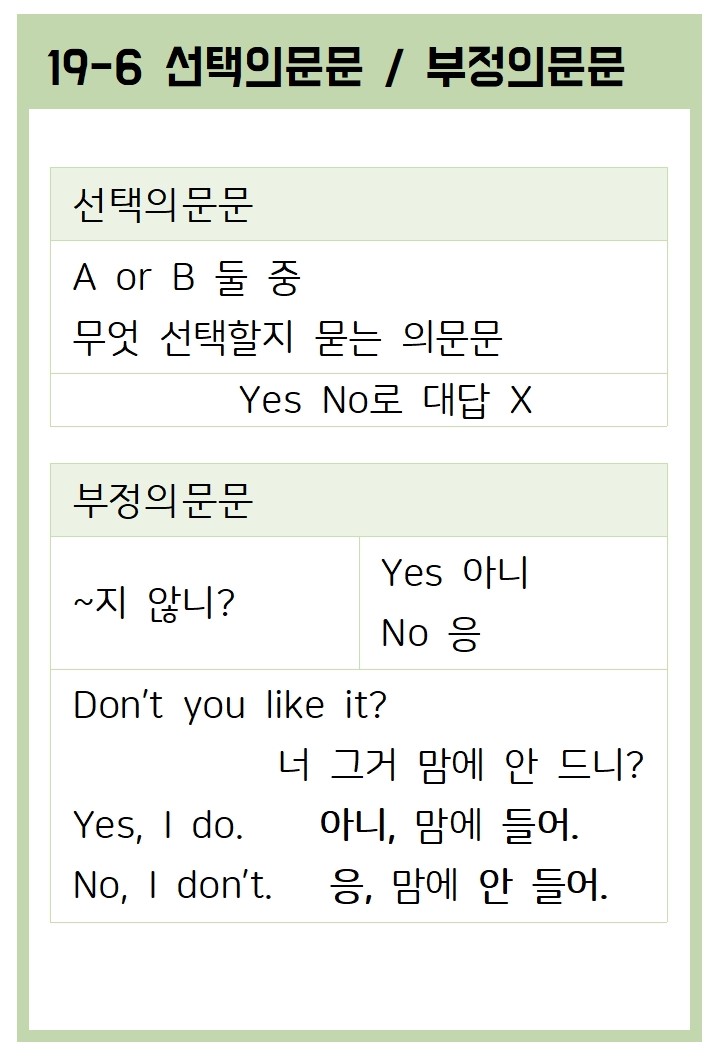 19-6 선택의문문 / 부정의문문
선택의문문
A or B 둘 중
무엇 선택할지 묻는 의문문
Yes No로 대답 X
부정의문문
~지 않니?
Yes 아니
No 응
Don't you like it?
너 그거 맘에 안 드니?
Yes, I do. 아니, 맘에 들어.
No, I don't. 응, 맘에 안 들어.